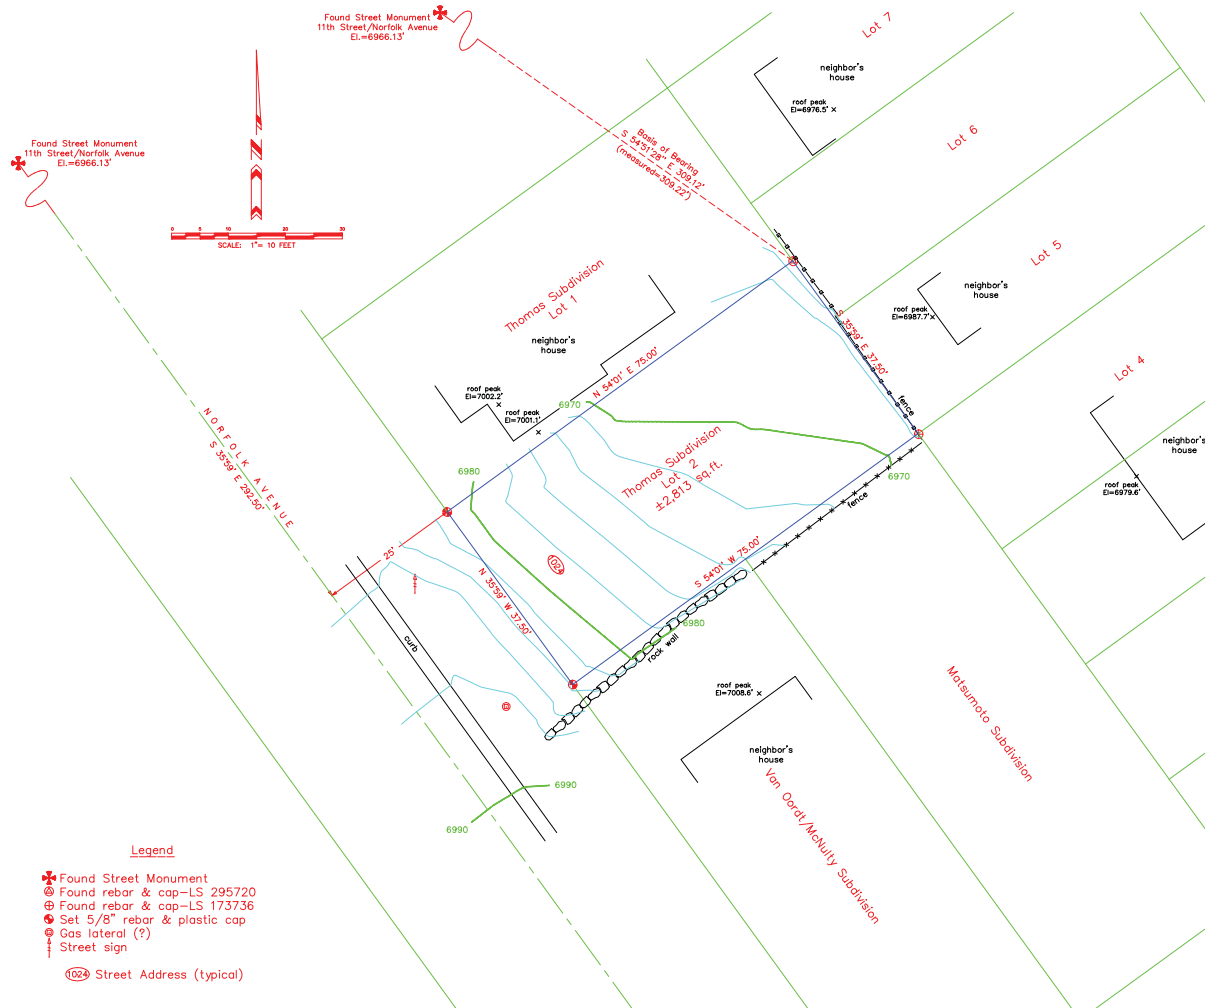 Found Street Monument
11th Street/Norfolk Avenue
El.=6966.13'
Lot 7
neighbor's
house
roof peak
El=6976.5' ×
Lot 6
Basis of Bearing
S 54°51'28" E 309.12'
(measured=309.22')
Found Street Monument
11th Street/Norfolk Avenue
El.=6966.13'
0 5 10 20 30
SCALE: 1"= 10 FEET
Lot 5
neighbor's
house
roof peak
El=6987.7' ×
Thomas Subdivision
Lot 1
neighbor's
house
S 35°59' E 37.50'
N 54°01' E 75.00'
Lot 4
roof peak
El=7002.2'
roof peak
El=7001.1'
6970
fence
neighbor's
house
NORFOLK AVENUE
S 35°59' E 292.50'
Thomas Subdivision
Lot 2
±2,813 sq.ft.
6980
6970
roof peak
El=6979.6'
fence
25'
1024
S 54°01' W 75.00'
N 35°59' W 37.50'
curb
6980
rock wall
roof peak
El=7008.6' ×
neighbor's
house
Matsumoto Subdivision
Van Oordt/McNulty Subdivision
6990
6990
Legend
Found Street Monument
Found rebar & cap-LS 295720
Found rebar & cap-LS 173736
Set 5/8" rebar & plastic cap
Gas lateral (?)
Street sign
1024 Street Address (typical)